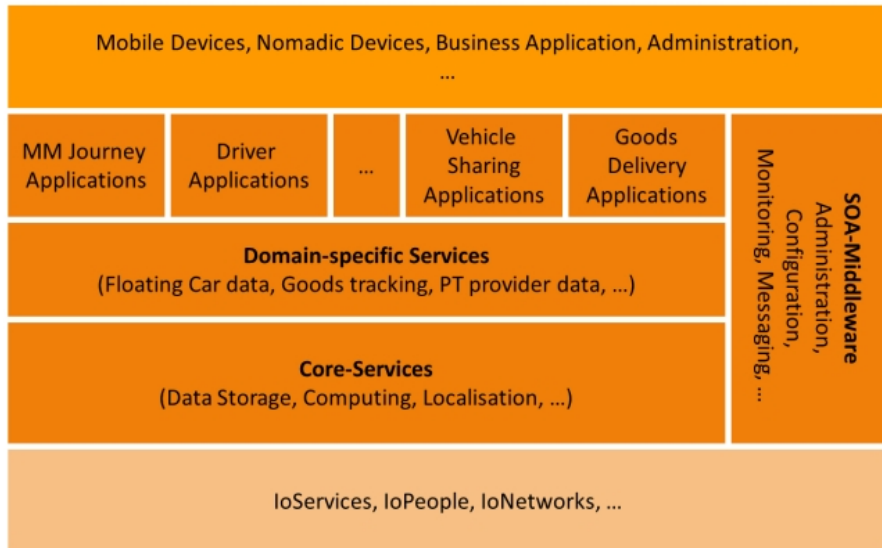 Mobile Devices, Nomadic Devices, Business Application, Administration,
...
MM Journey
Applications
Driver
Applications
...
Vehicle
Sharing
Applications
Goods
Delivery
Applications
SOA-Middleware
Administration,
Configuration,
Monitoring, Messaging, ...
Domain-specific Services
(Floating Car data, Goods tracking, PT provider data, ...)
Core-Services
(Data Storage, Computing, Localisation, ...)
IoServices, IoPeople, IoNetworks, ...